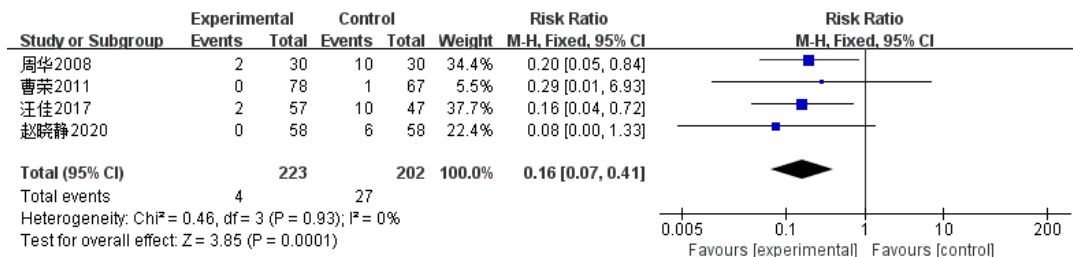 Experimental Control Risk Ratio Risk Ratio
Study or Subgroup Events Total Events Total Weight M-H, Fixed, 95% CI M-H, Fixed, 95% CI
周华2008 2 30 10 30 34.4% 0.20 [0.05, 0.84]
曹荣2011 0 78 1 67 5.5% 0.29 [0.01, 6.93]
汪佳2017 2 57 10 47 37.7% 0.16 [0.04, 0.72]
赵晓静2020 0 58 6 58 22.4% 0.08 [0.00, 1.33]
Total (95% CI) 223 202 100.0% 0.16 [0.07, 0.41]
Total events 4 27
Heterogeneity: Chi² = 0.46, df = 3 (P = 0.93); I² = 0%
Test for overall effect: Z = 3.85 (P = 0.0001)
0.005 0.1 1 10 200
Favours [experimental] Favours [control]